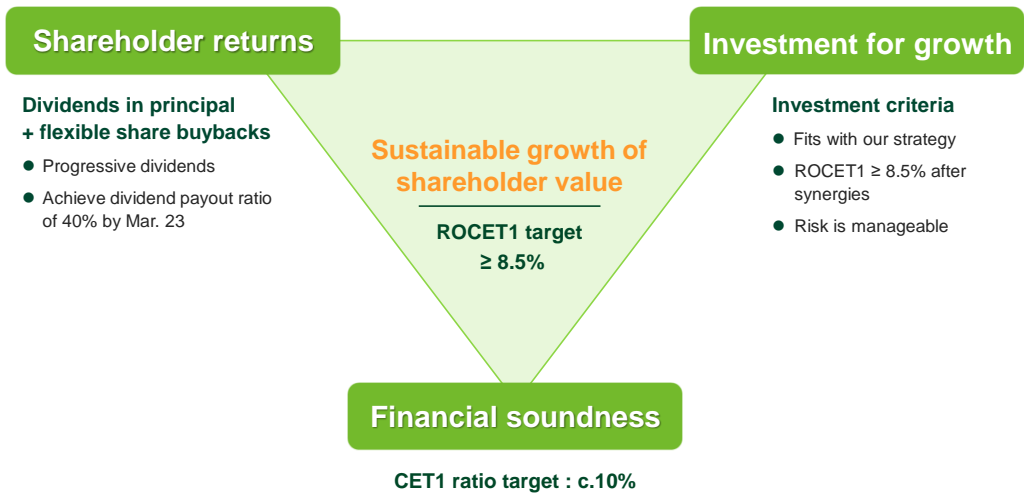 Shareholder returns
Investment for growth
Dividends in principal
+ flexible share buybacks
● Progressive dividends
● Achieve dividend payout ratio
of 40% by Mar. 23
Sustainable growth of
shareholder value
ROCET1 target
≥ 8.5%
Investment criteria
● Fits with our strategy
● ROCET1 ≥ 8.5% after
synergies
● Risk is manageable
Financial soundness
CET1 ratio target : c.10%